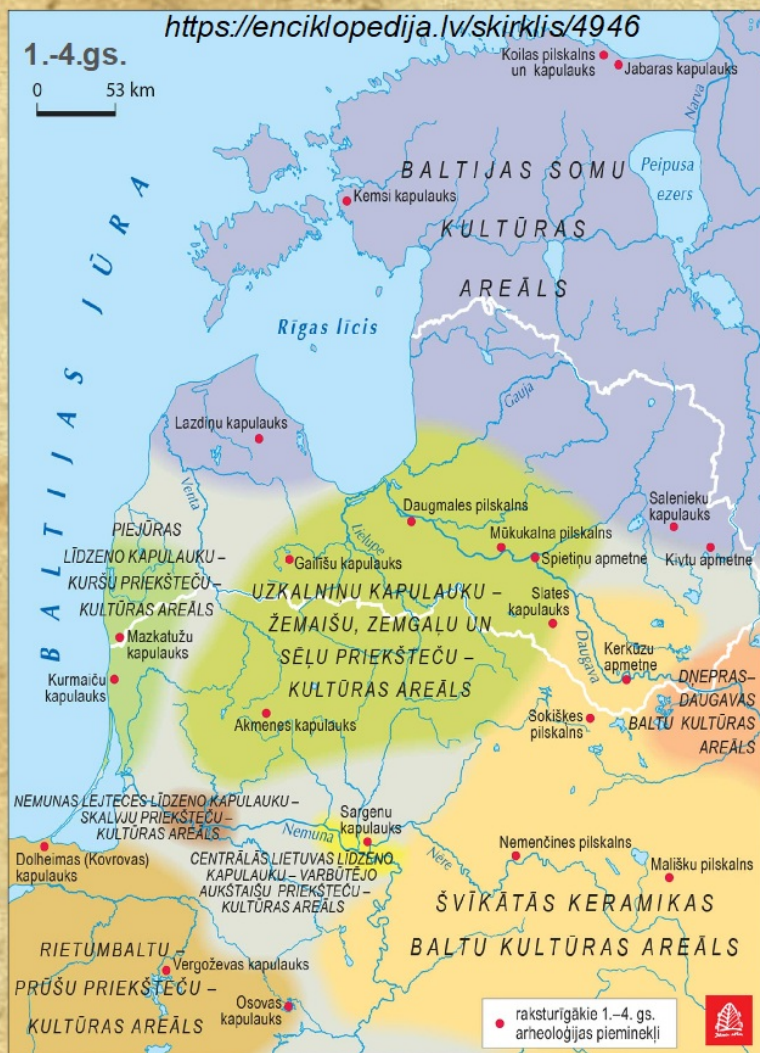 https://enciklopedija.lv/skirklis/4946
1.-4.gs.
0 53 km
Koilas pilskalns
un kapulauks
Jabaras kapulauks
Narva
BALTIJAS SOMU
KULTŪRAS
AREĀLS
Peipusa
ezers
Kemsi kapulauks
BALTIJAS JŪRA
Rīgas līcis
Gauja
Lazdiņu kapulauks
Venta
Daugmales pilskalns
Salenieku
kapulauks
PIEJŪRAS
LĪDZENO KAPULAUKU –
KURŠU PRIEKŠTEČU –
KULTŪRAS AREĀLS
Lielupe
Mūkukalna pilskalns
Gailīšu kapulauks
Spietiņu apmetne
Kivtu apmetne
UZKALNIŅU KAPULAUKU –
ŽEMAIŠU, ZEMGAĻU UN
SĒĻU PRIEKŠTEČU –
KULTŪRAS AREĀLS
Slates
kapulauks
Mazkatužu
kapulauks
Daugava
Kerkūzu
apmetne
Kurmaiču
kapulauks
DNEPRAS–
DAUGAVAS
BALTU KULTŪRAS
AREĀLS
Akmenes kapulauks
Sokišķes
pilskalns
NEMUNAS LEJTECES LĪDZENO KAPULAUKU –
SKALVJU PRIEKŠTEČU –
KULTŪRAS AREĀLS
Sargenu
kapulauks
Nemuna
Nēre
Nemenčines pilskalns
Dolheimas (Kovrovas)
kapulauks
CENTRĀLĀS LIETUVAS LĪDZENO
KAPULAUKU – VARBŪTĒJO
AUKŠTAIŠU PRIEKŠTEČU –
KULTŪRAS AREĀLS
Mališku pilskalns
ŠVĪKĀTĀS KERAMIKAS
BALTU KULTŪRAS AREĀLS
RIETUMBALTU –
PRŪŠU PRIEKŠTEČU –
KULTŪRAS AREĀLS
Vergoževas kapulauks
Osovas
kapulauks
raksturīgākie 1.–4. gs.
arheoloģijas pieminekļi